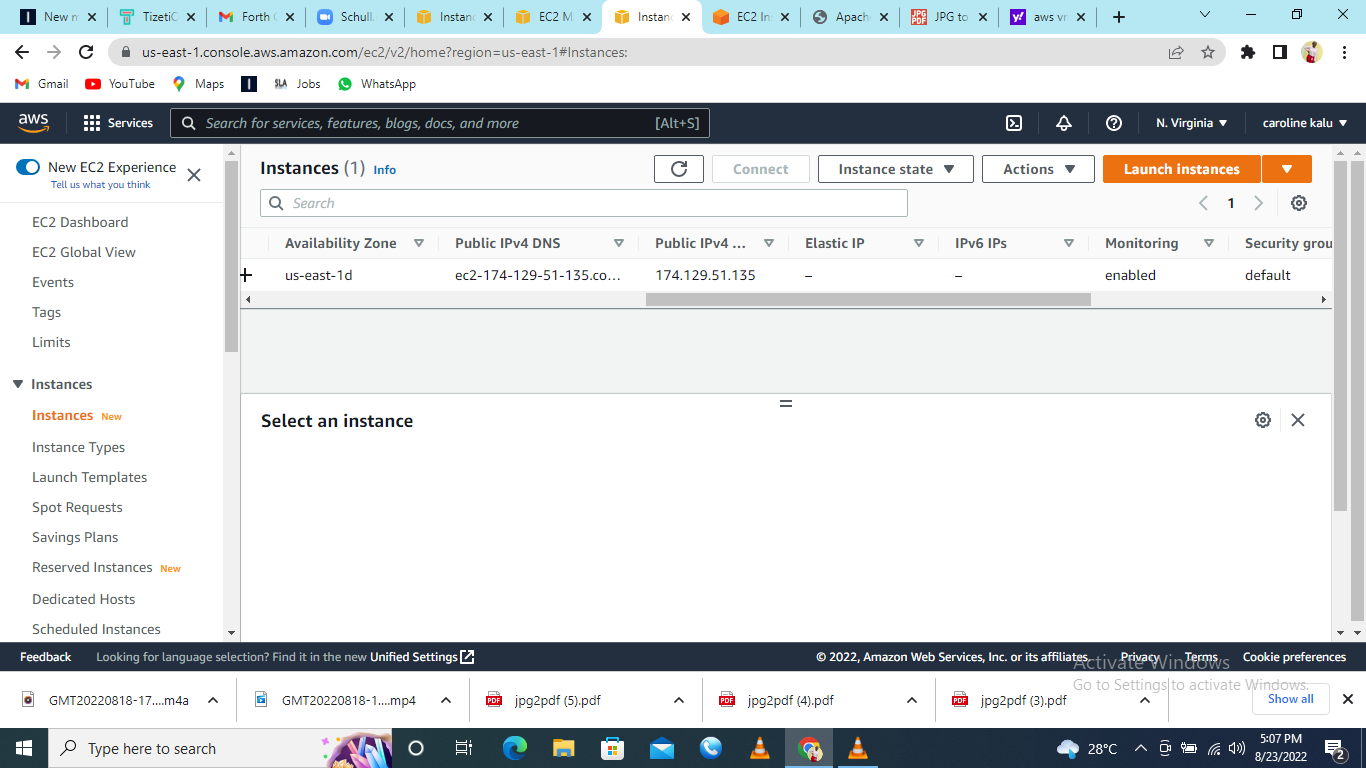 New m
TizetiC
Forth (
Schull.
Instanc
EC2 M
Instanc
EC2 In
Apach
JPG to
aws vr
us-east-1.console.aws.amazon.com/ec2/v2/home?region=us-east-1#Instances:
Gmail YouTube Maps SLA Jobs WhatsApp
aws Services Search for services, features, blogs, docs, and more [Alt+S] N. Virginia caroline kalu
New EC2 Experience
Tell us what you think
EC2 Dashboard
EC2 Global View
Events
Tags
Limits
Instances
Instances New
Instance Types
Launch Templates
Spot Requests
Savings Plans
Reserved Instances New
Dedicated Hosts
Scheduled Instances
Instances (1) Info Connect Instance state Actions Launch instances
Search 1
Availability Zone Public IPv4 DNS Public IPv4 ... Elastic IP IPv6 IPs Monitoring Security grou
us-east-1d ec2-174-129-51-135.co... 174.129.51.135 – – enabled default
Select an instance
Feedback Looking for language selection? Find it in the new Unified Settings © 2022, Amazon Web Services, Inc. or its affiliates. Privacy Terms Cookie preferences
Activate Windows
Go to Settings to activate Windows.
GMT20220818-17....m4a GMT20220818-1....mp4 jpg2pdf (5).pdf jpg2pdf (4).pdf jpg2pdf (3).pdf Show all
Type here to search 28°C 5:07 PM
8/23/2022 2